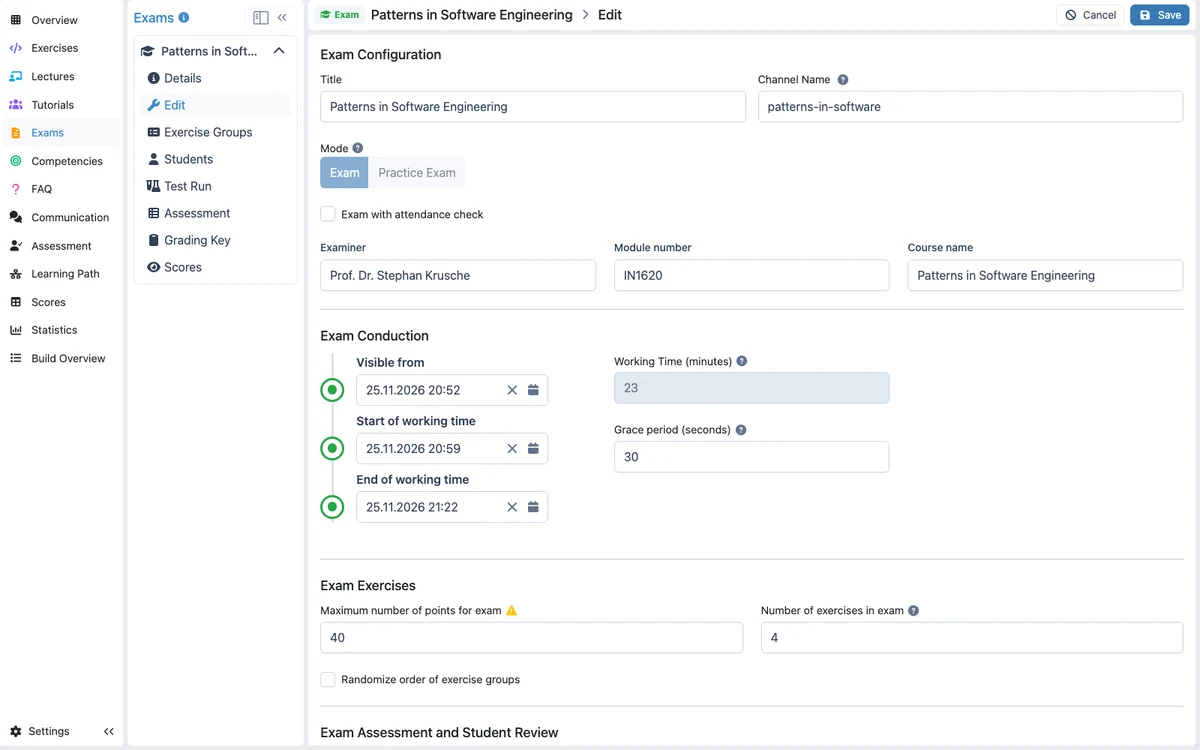 Overview
Exercises
Lectures
Tutorials
Exams
Competencies
FAQ
Communication
Assessment
Learning Path
Scores
Statistics
Build Overview
Settings
Exams
Patterns in Soft...
Details
Edit
Exercise Groups
Students
Test Run
Assessment
Grading Key
Scores
Exam Patterns in Software Engineering > Edit
Cancel Save
Exam Configuration
Title Channel Name ?
Patterns in Software Engineering patterns-in-software
Mode ?
Exam Practice Exam
Exam with attendance check
Examiner Module number Course name
Prof. Dr. Stephan Krusche IN1620 Patterns in Software Engineering
Exam Conduction
Visible from
25.11.2026 20:52
Start of working time
25.11.2026 20:59
End of working time
25.11.2026 21:22
Working Time (minutes) ?
23
Grace period (seconds) ?
30
Exam Exercises
Maximum number of points for exam Number of exercises in exam ?
40 4
Randomize order of exercise groups
Exam Assessment and Student Review